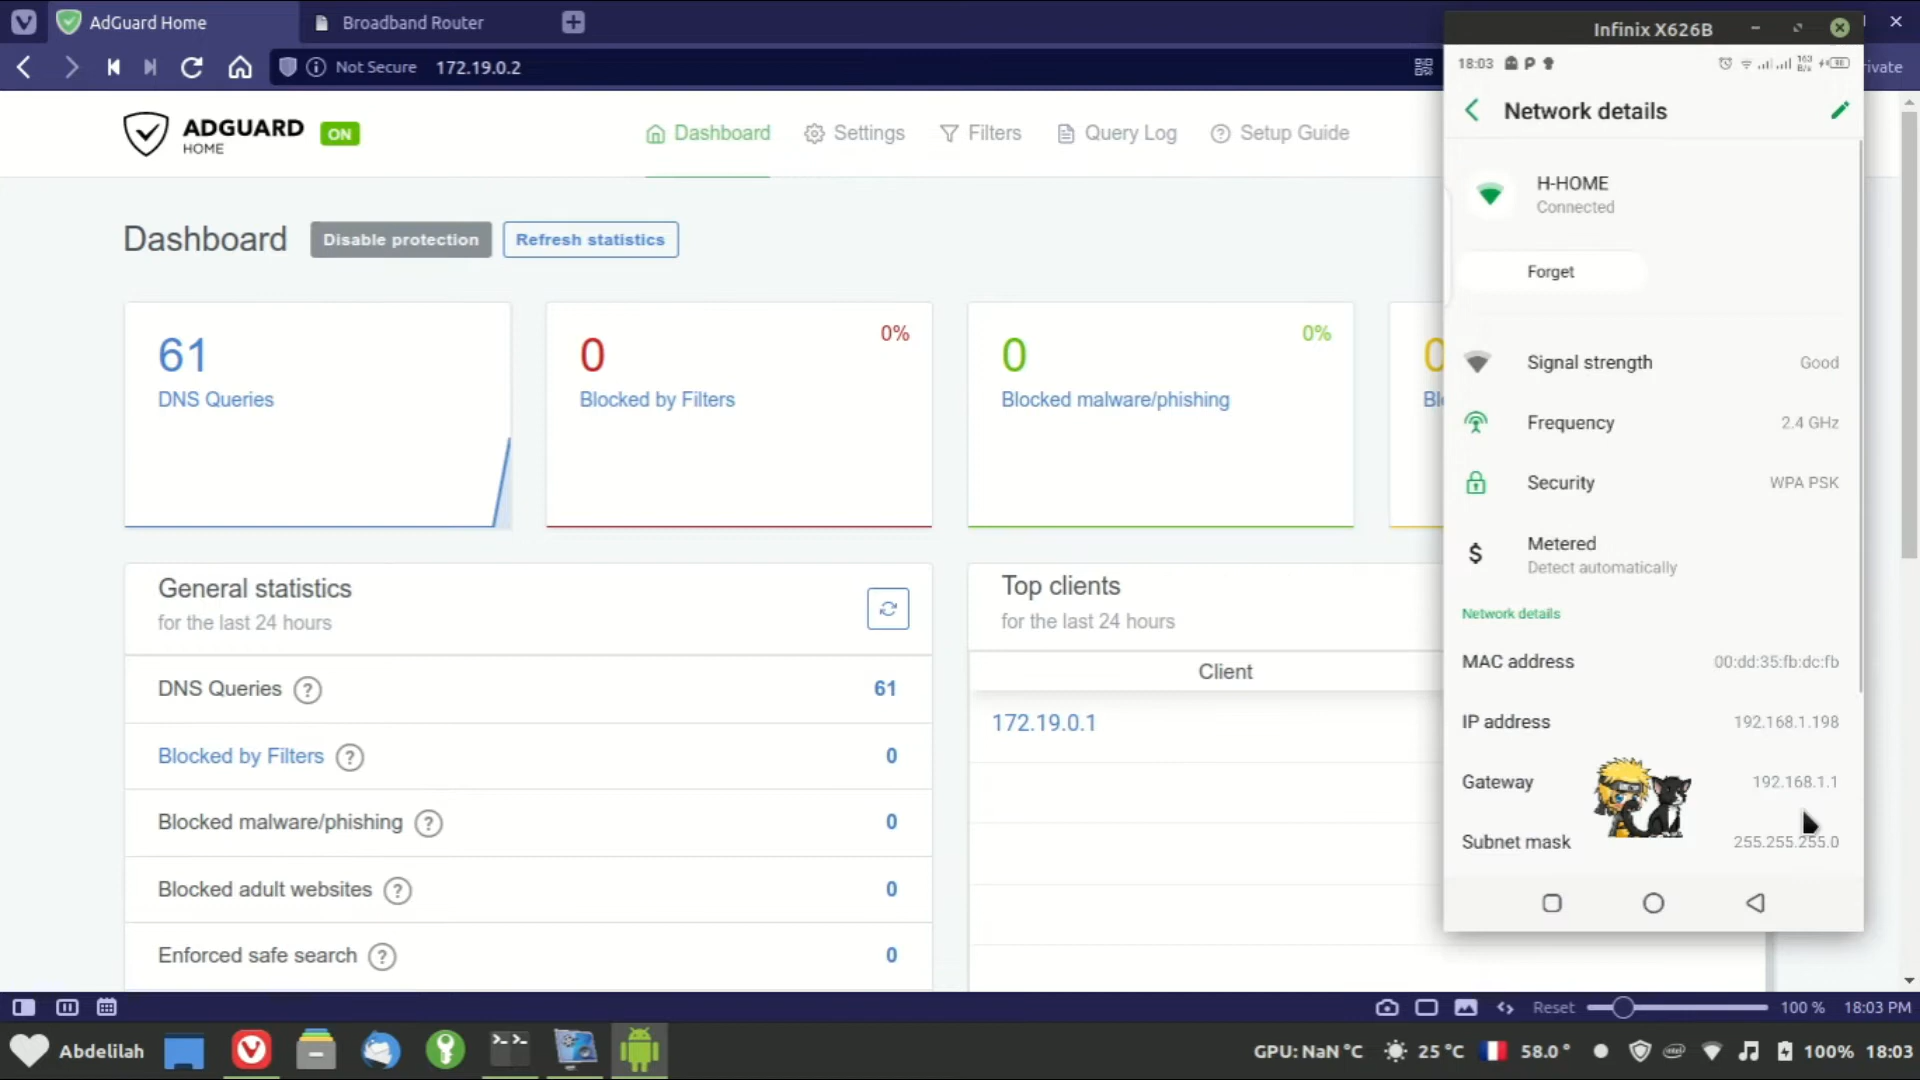 AdGuard Home
Broadband Router
Not Secure 172.19.0.2
ADGUARD
HOME
ON
Dashboard
Settings
Filters
Query Log
Setup Guide
Dashboard
Disable protection
Refresh statistics
61
DNS Queries
0
0%
Blocked by Filters
0
0%
Blocked malware/phishing
General statistics
for the last 24 hours
DNS Queries ? 61
Blocked by Filters ? 0
Blocked malware/phishing ? 0
Blocked adult websites ? 0
Enforced safe search ? 0
Top clients
for the last 24 hours
Client
172.19.0.1
Infinix X626B
18:03
Network details
H-HOME
Connected
Forget
Signal strength Good
Frequency 2.4 GHz
Security WPA PSK
Metered
Detect automatically
Network details
MAC address 00:dd:35:fb:dc:fb
IP address 192.168.1.198
Gateway 192.168.1.1
Subnet mask 255.255.255.0
Reset 100 % 18:03 PM
Abdelilah
GPU: NaN °C 25 °C 58.0 ° 100% 18:03